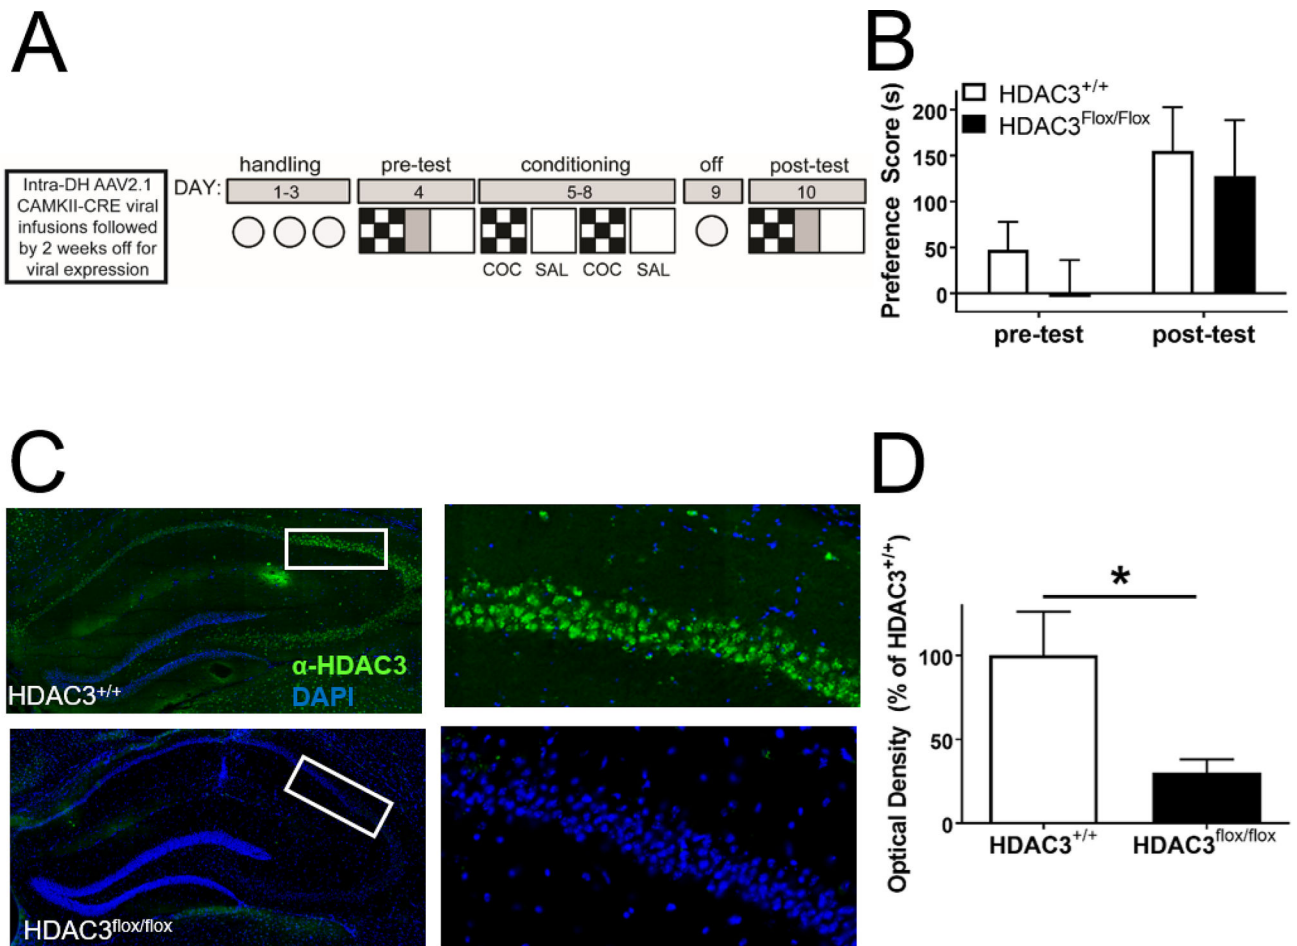 A
handling pre-test conditioning off post-test
DAY: 1-3 4 5-8 9 10
Intra-DH AAV2.1
CAMKII-CRE viral
infusions followed
by 2 weeks off for
viral expression
COC SAL COC SAL
B
Preference Score (s)
HDAC3+/+
HDAC3Flox/Flox
200
150
100
50
0
pre-test post-test
C
α-HDAC3
DAPI
HDAC3+/+
HDAC3flox/flox
D
*
Optical Density (% of HDAC3+/+)
100
50
0
HDAC3+/+ HDAC3flox/flox